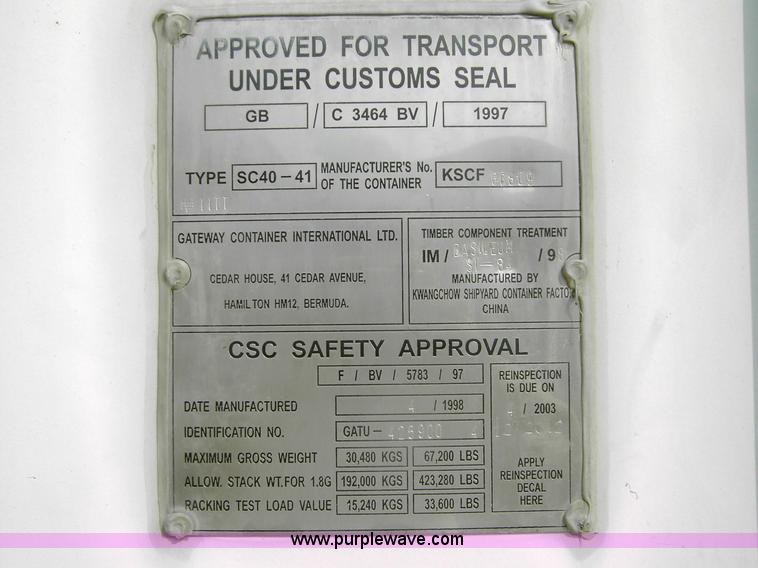 APPROVED FOR TRANSPORT
UNDER CUSTOMS SEAL
GB / C 3464 BV / 1997
TYPE SC40-41 MANUFACTURER'S No. OF THE CONTAINER KSCF
GATEWAY CONTAINER INTERNATIONAL LTD.
CEDAR HOUSE, 41 CEDAR AVENUE,
HAMILTON HM12, BERMUDA.
TIMBER COMPONENT TREATMENT
IM / BASILEUM
MANUFACTURED BY
KWANGCHOW SHIPYARD CONTAINER FACTORY
CHINA
CSC SAFETY APPROVAL
F / BV / 5783 / 97
DATE MANUFACTURED 4 / 1998
IDENTIFICATION NO. GATU-
MAXIMUM GROSS WEIGHT 30,480 KGS 67,200 LBS
ALLOW. STACK WT.FOR 1.8G 192,000 KGS 423,280 LBS
RACKING TEST LOAD VALUE 15,240 KGS 33,600 LBS
REINSPECTION
IS DUE ON
4 / 2003
APPLY
REINSPECTION
DECAL
HERE
www.purplewave.com